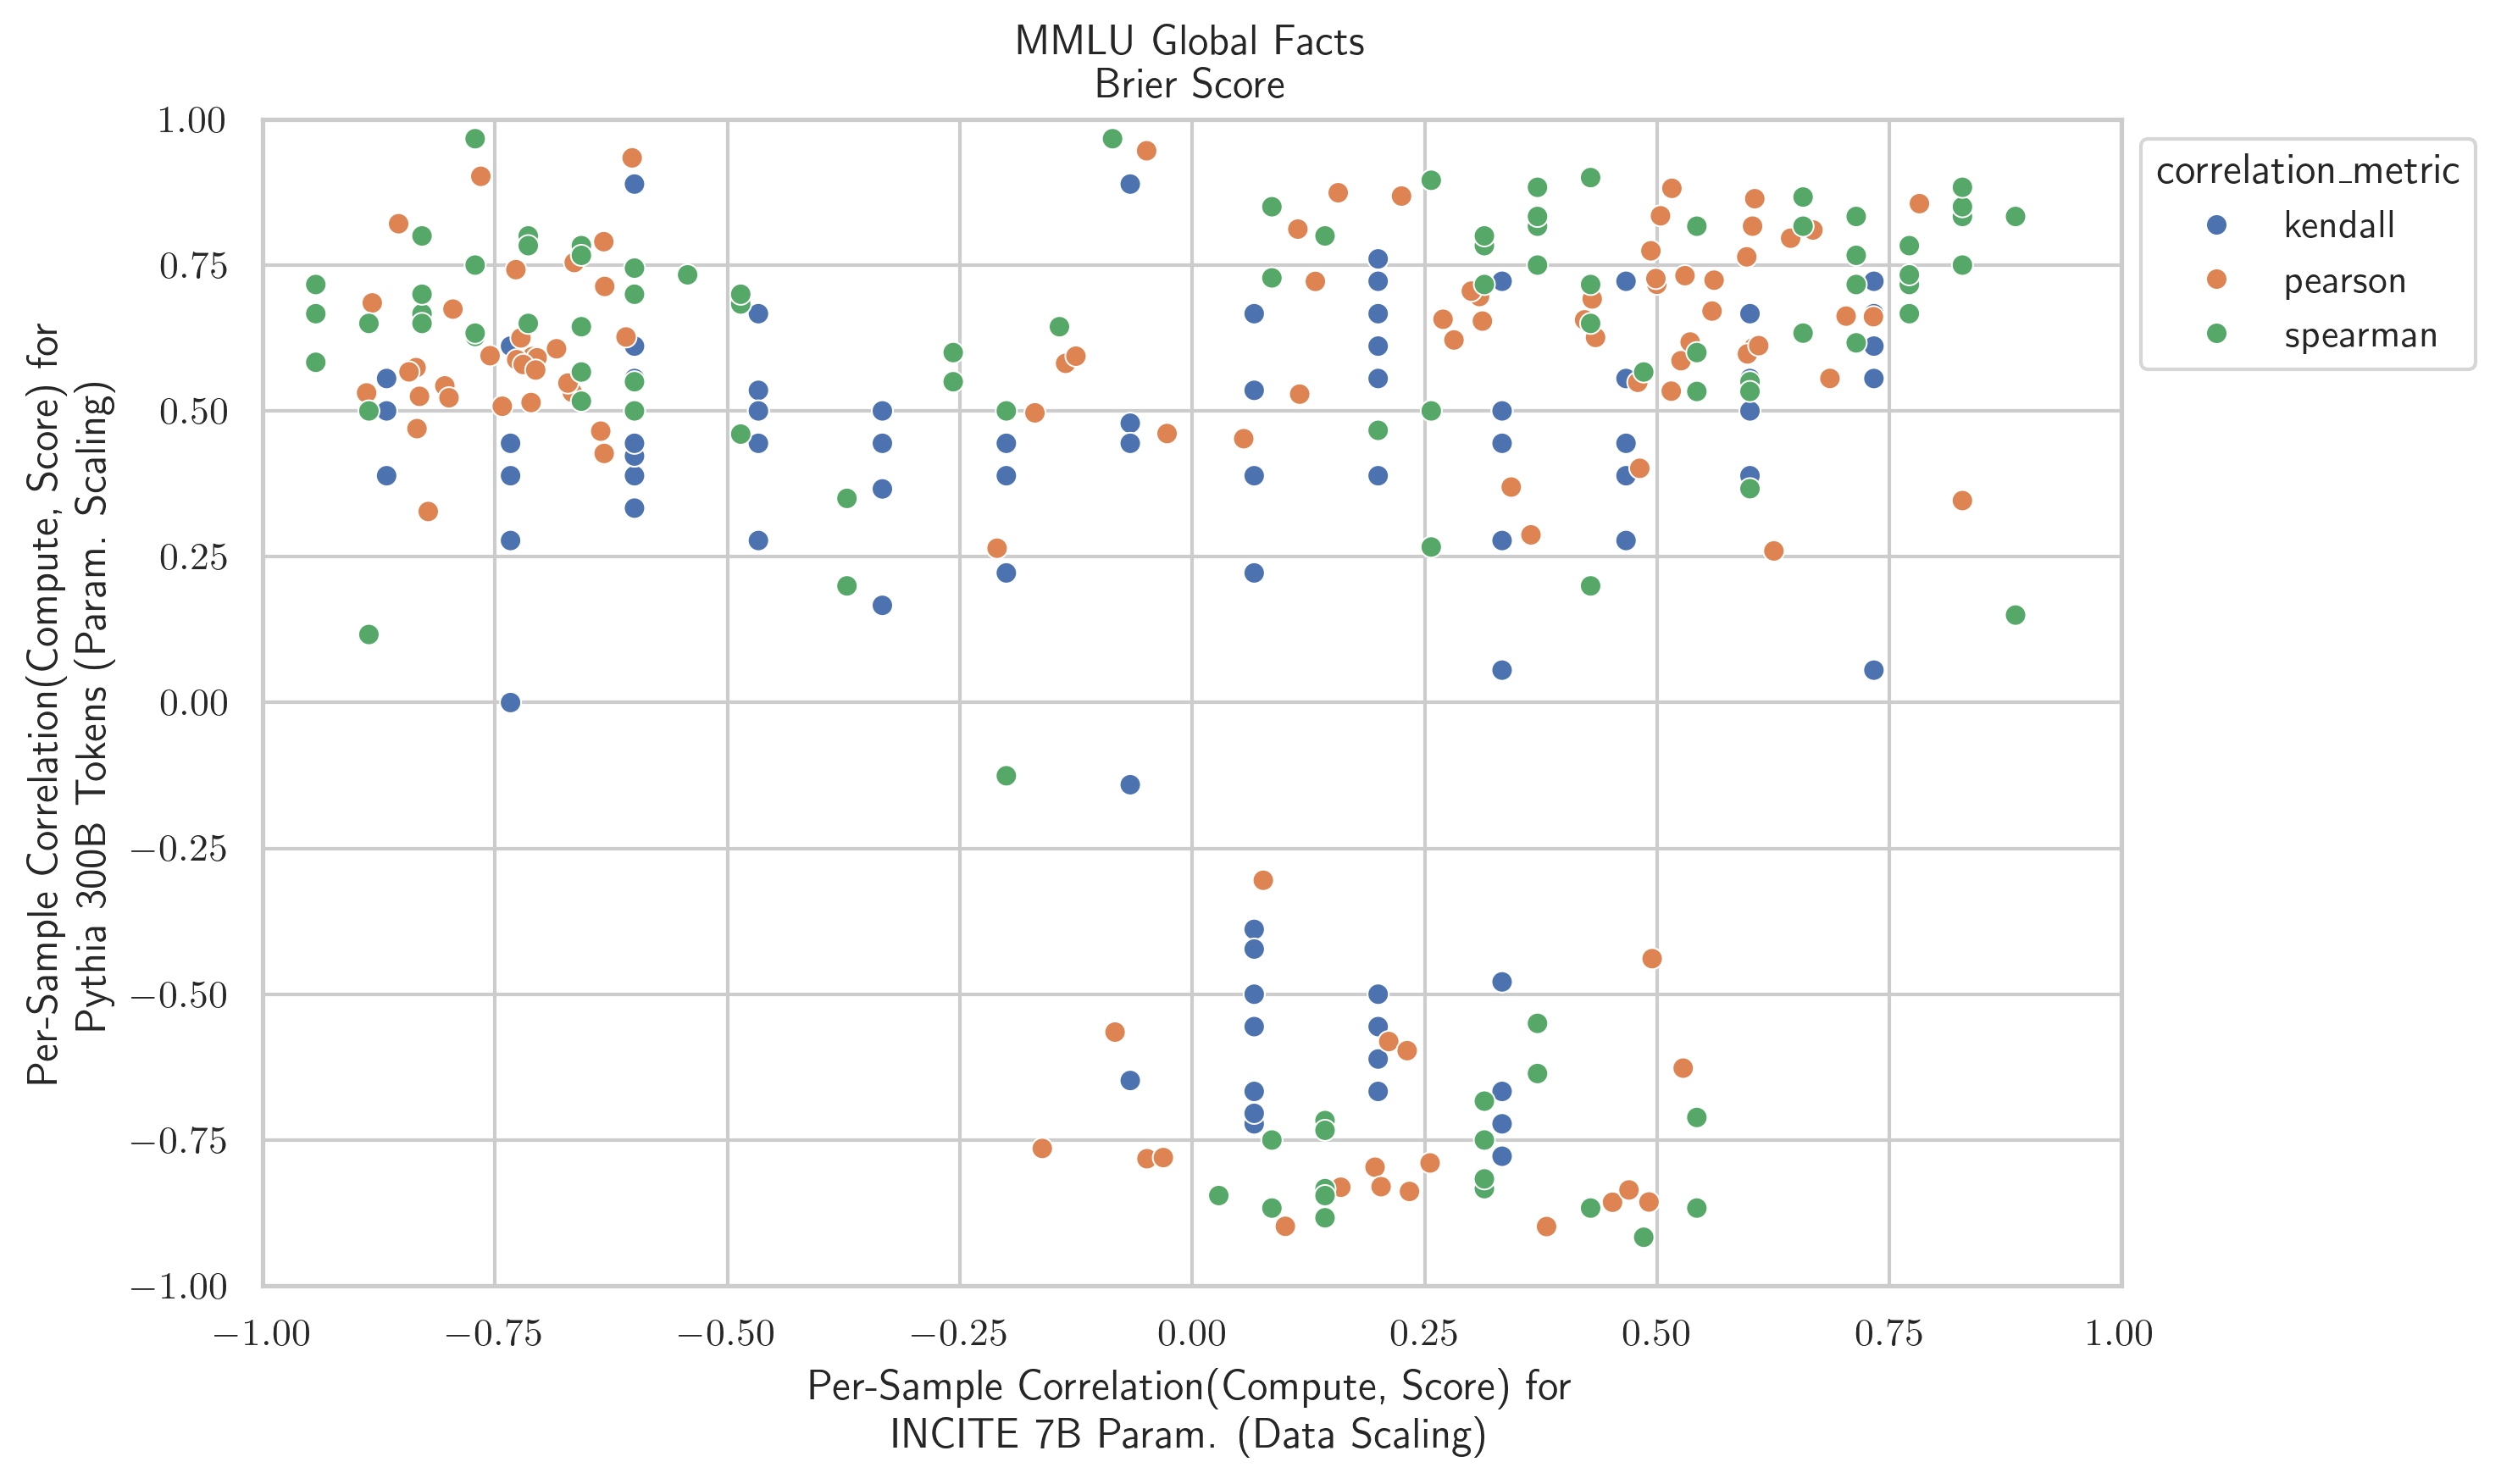 MMLU Global Facts
Brier Score
Per-Sample Correlation(Compute, Score) for
Pythia 300B Tokens (Param. Scaling)
1.00
0.75
0.50
0.25
0.00
−0.25
−0.50
−0.75
−1.00
−1.00
−0.75
−0.50
−0.25
0.00
0.25
0.50
0.75
1.00
Per-Sample Correlation(Compute, Score) for
INCITE 7B Param. (Data Scaling)
correlation_metric
kendall
pearson
spearman